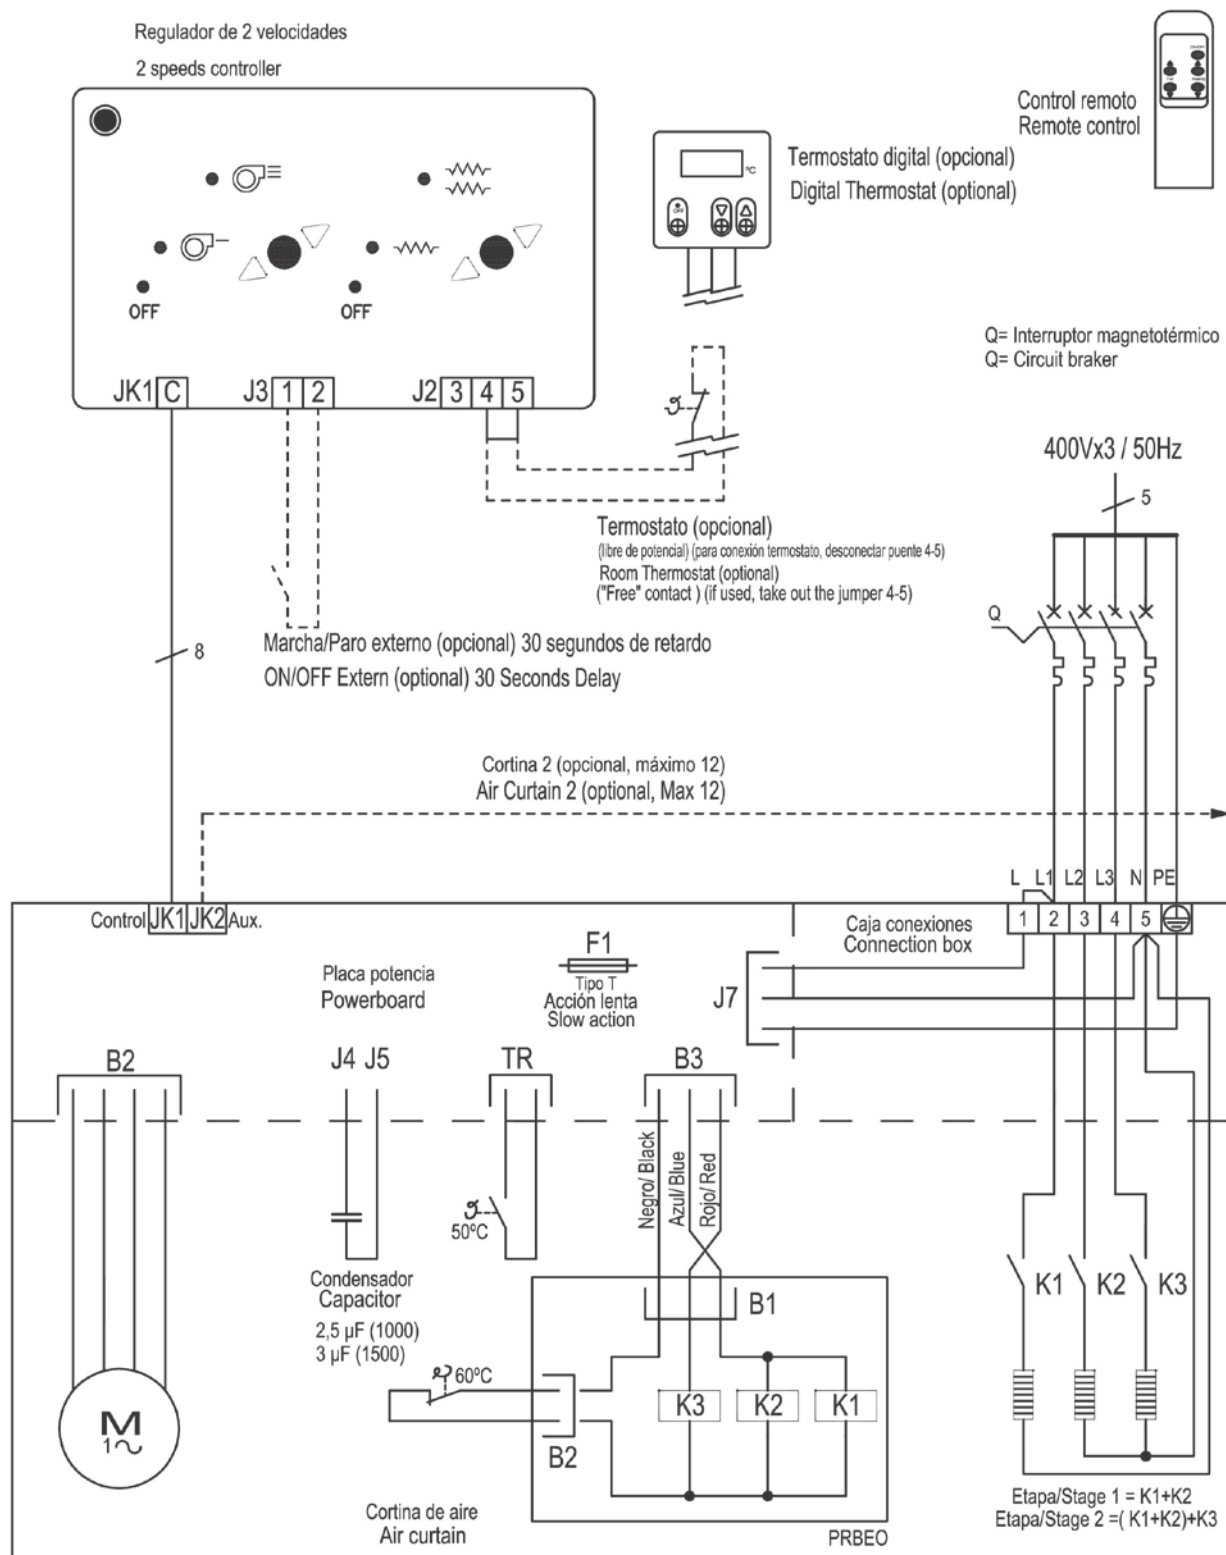 Regulador de 2 velocidades
2 speeds controller
OFF
OFF
JK1 C
J3 1 2
J2 3 4 5
°C
OFF
Termostato digital (opcional)
Digital Thermostat (optional)
Control remoto
Remote control
Q= Interruptor magnetotérmico
Q= Circuit braker
400Vx3 / 50Hz
5
Q
Termostato (opcional)
(libre de potencial) (para conexión termostato, desconectar puente 4-5)
Room Thermostat (optional)
("Free" contact ) (if used, take out the jumper 4-5)
8
Marcha/Paro externo (opcional) 30 segundos de retardo
ON/OFF Extern (optional) 30 Seconds Delay
Cortina 2 (opcional, máximo 12)
Air Curtain 2 (optional, Max 12)
L L1 L2 L3 N PE
1 2 3 4 5
Control JK1 JK2 Aux.
Caja conexiones
Connection box
Placa potencia
Powerboard
F1
Tipo T
Acción lenta
Slow action
J7
B2
J4 J5
TR
B3
Negro/ Black
Azul/ Blue
Rojo/ Red
50ºC
Condensador
Capacitor
2,5 µF (1000)
3 µF (1500)
M
1
60ºC
B1
B2
K3
K2
K1
K1
K2
K3
Cortina de aire
Air curtain
PRBEO
Etapa/Stage 1 = K1+K2
Etapa/Stage 2 =( K1+K2)+K3